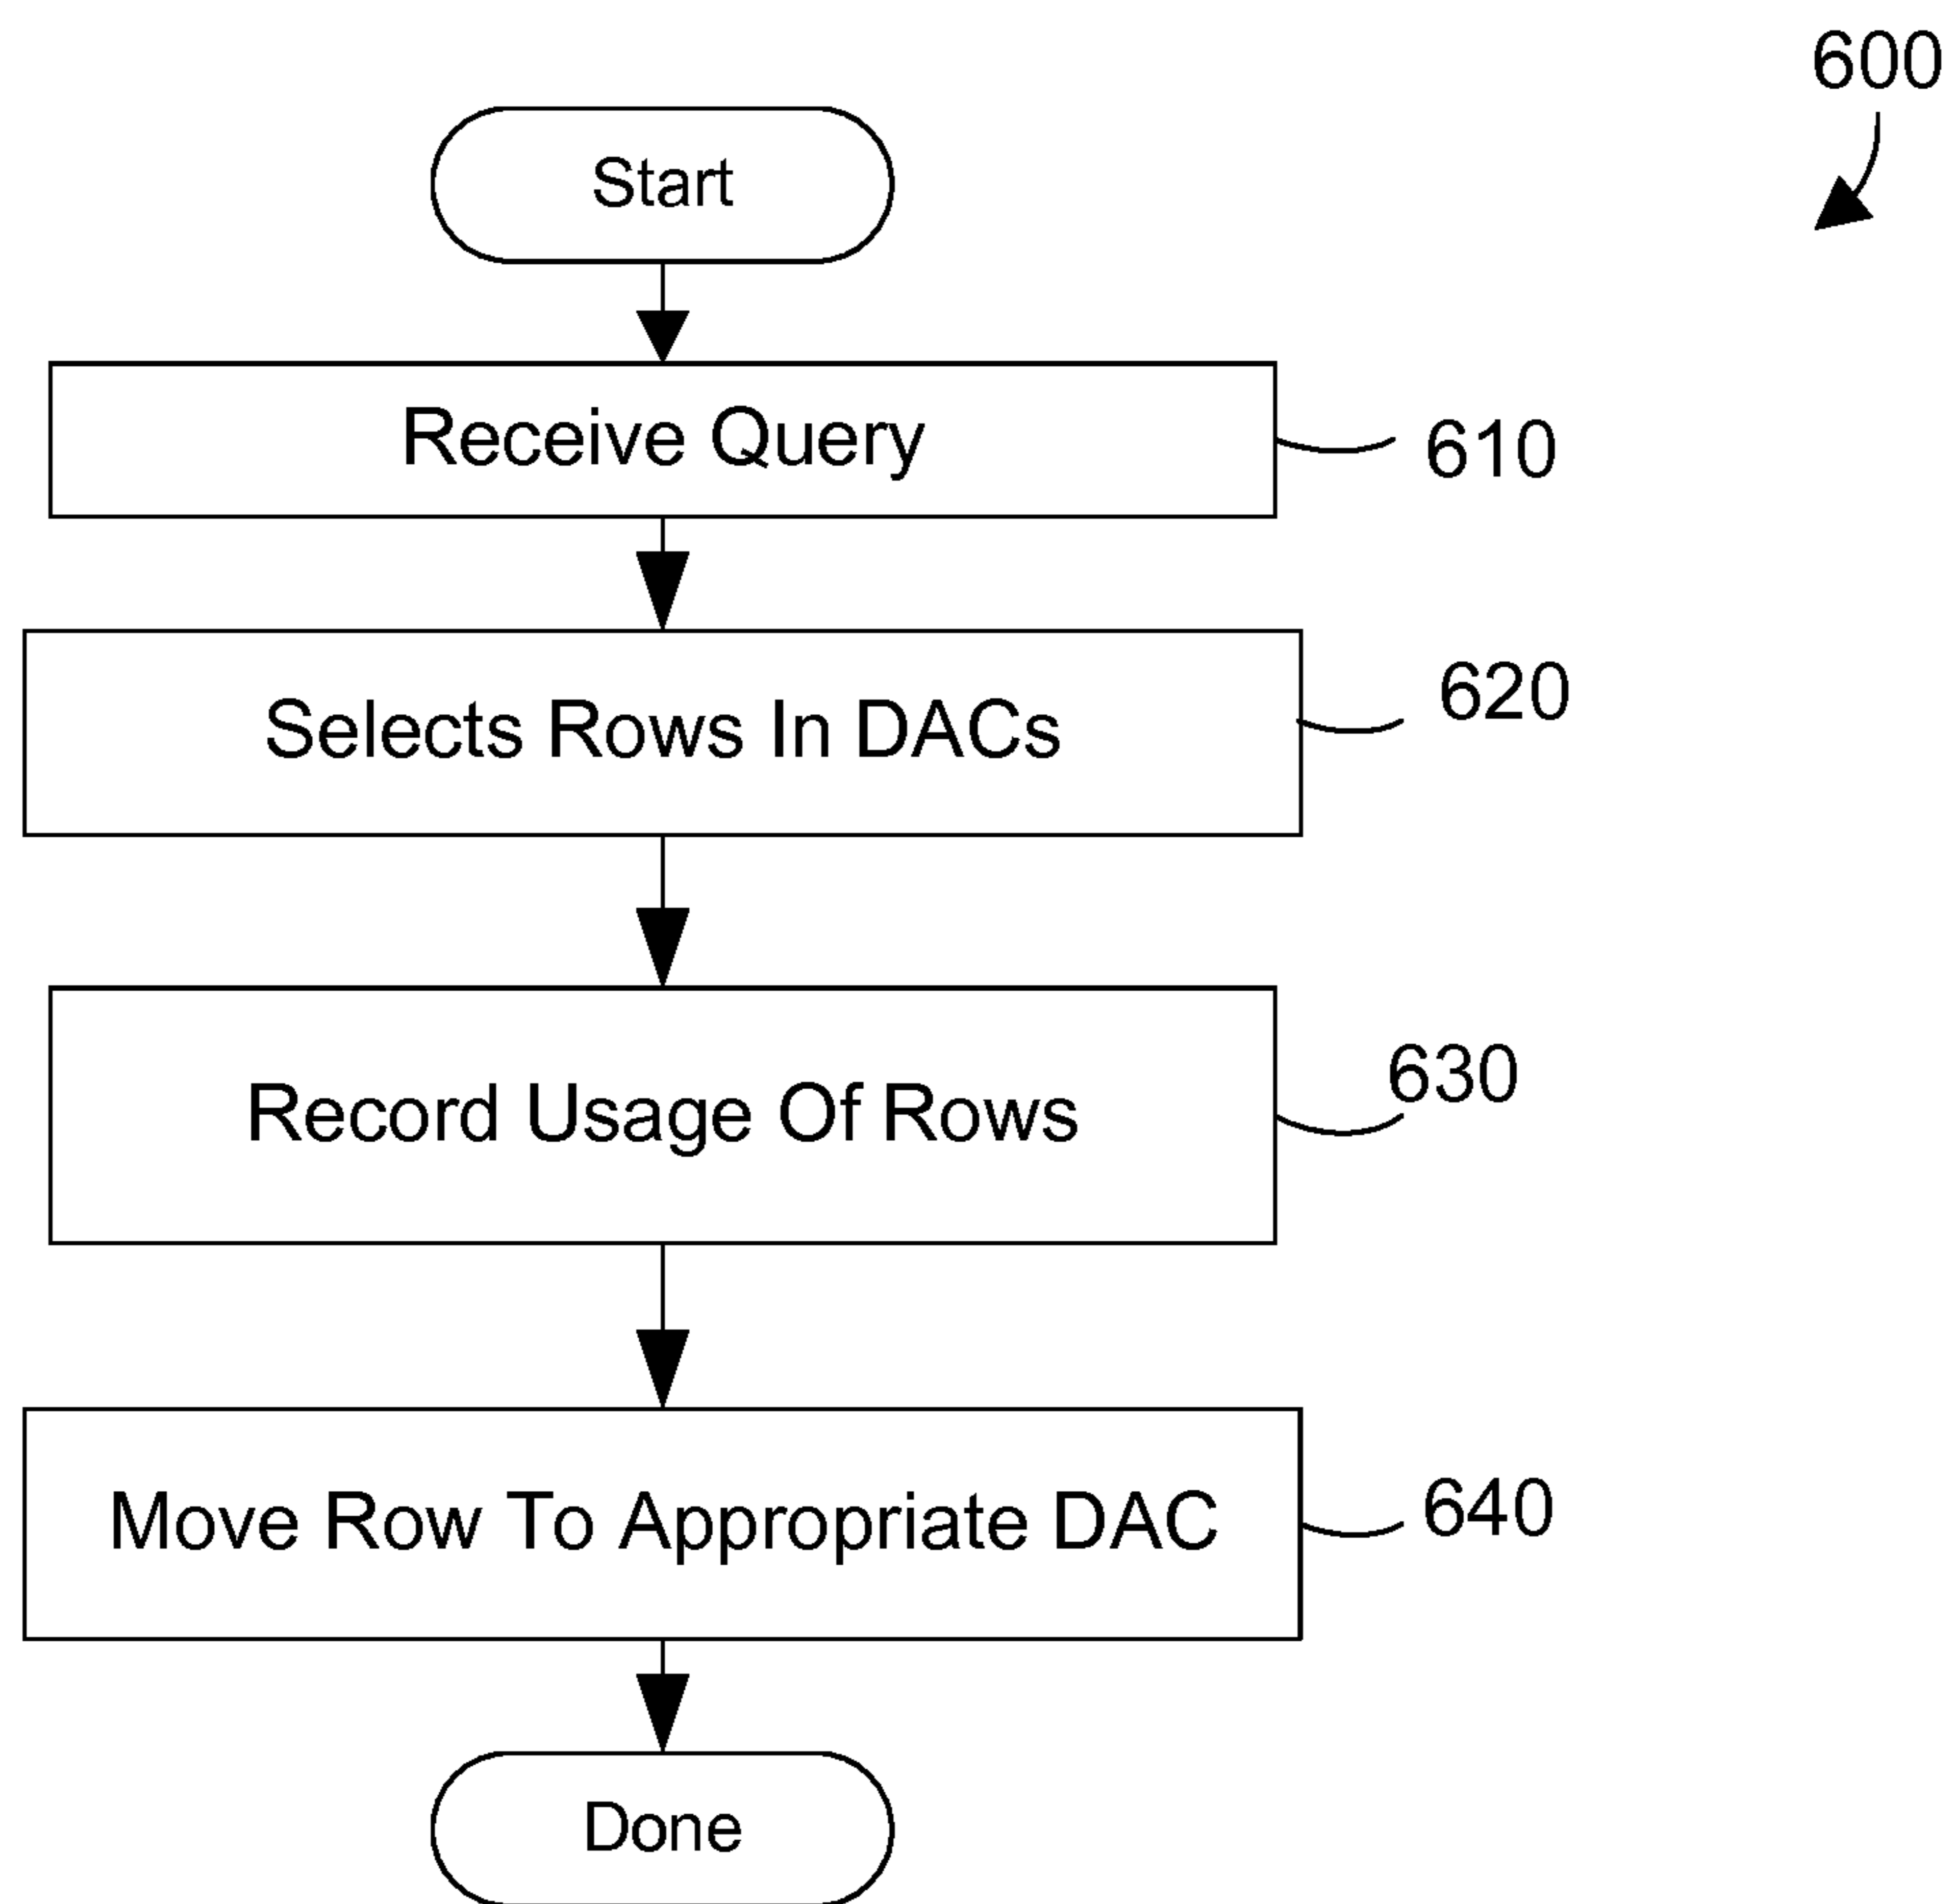 600
Start
Receive Query
610
Selects Rows In DACs
620
Record Usage Of Rows
630
Move Row To Appropriate DAC
640
Done